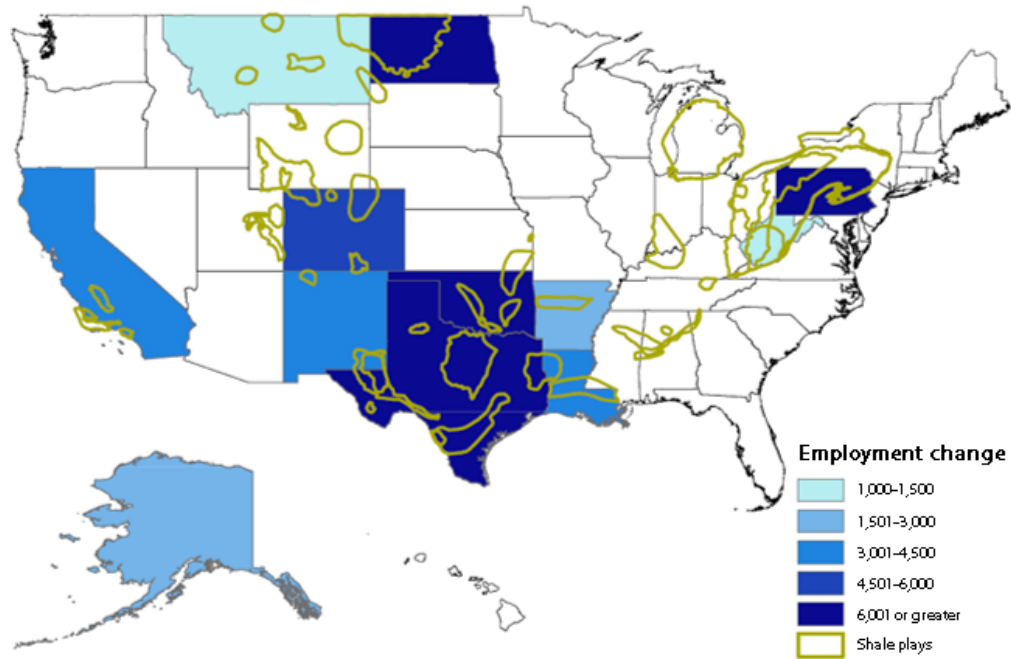 Employment change
1,000–1,500
1,501–3,000
3,001–4,500
4,501–6,000
6,001 or greater
Shale plays